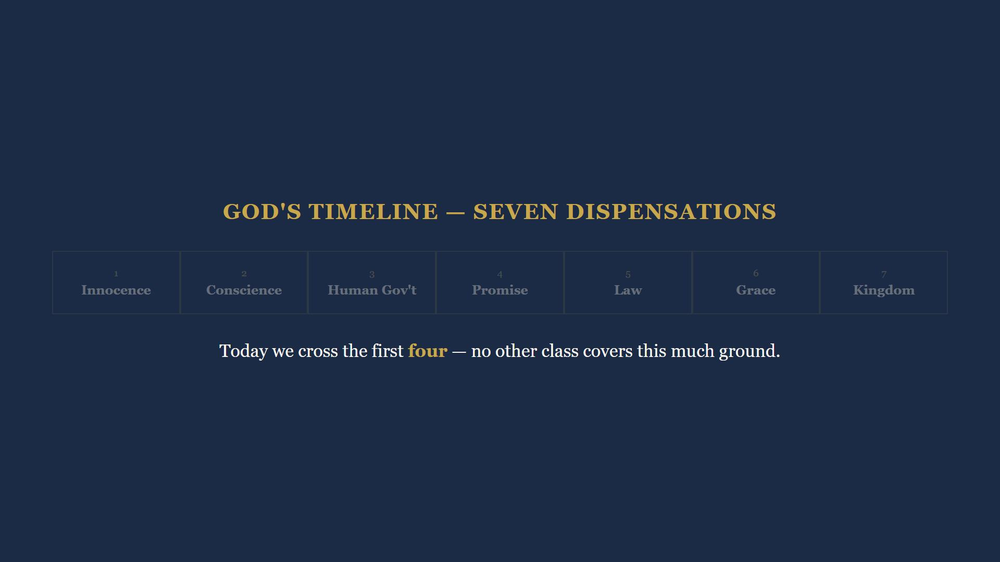 GOD'S TIMELINE — SEVEN DISPENSATIONS
1
Innocence
2
Conscience
3
Human Gov't
4
Promise
5
Law
6
Grace
7
Kingdom
Today we cross the first four — no other class covers this much ground.